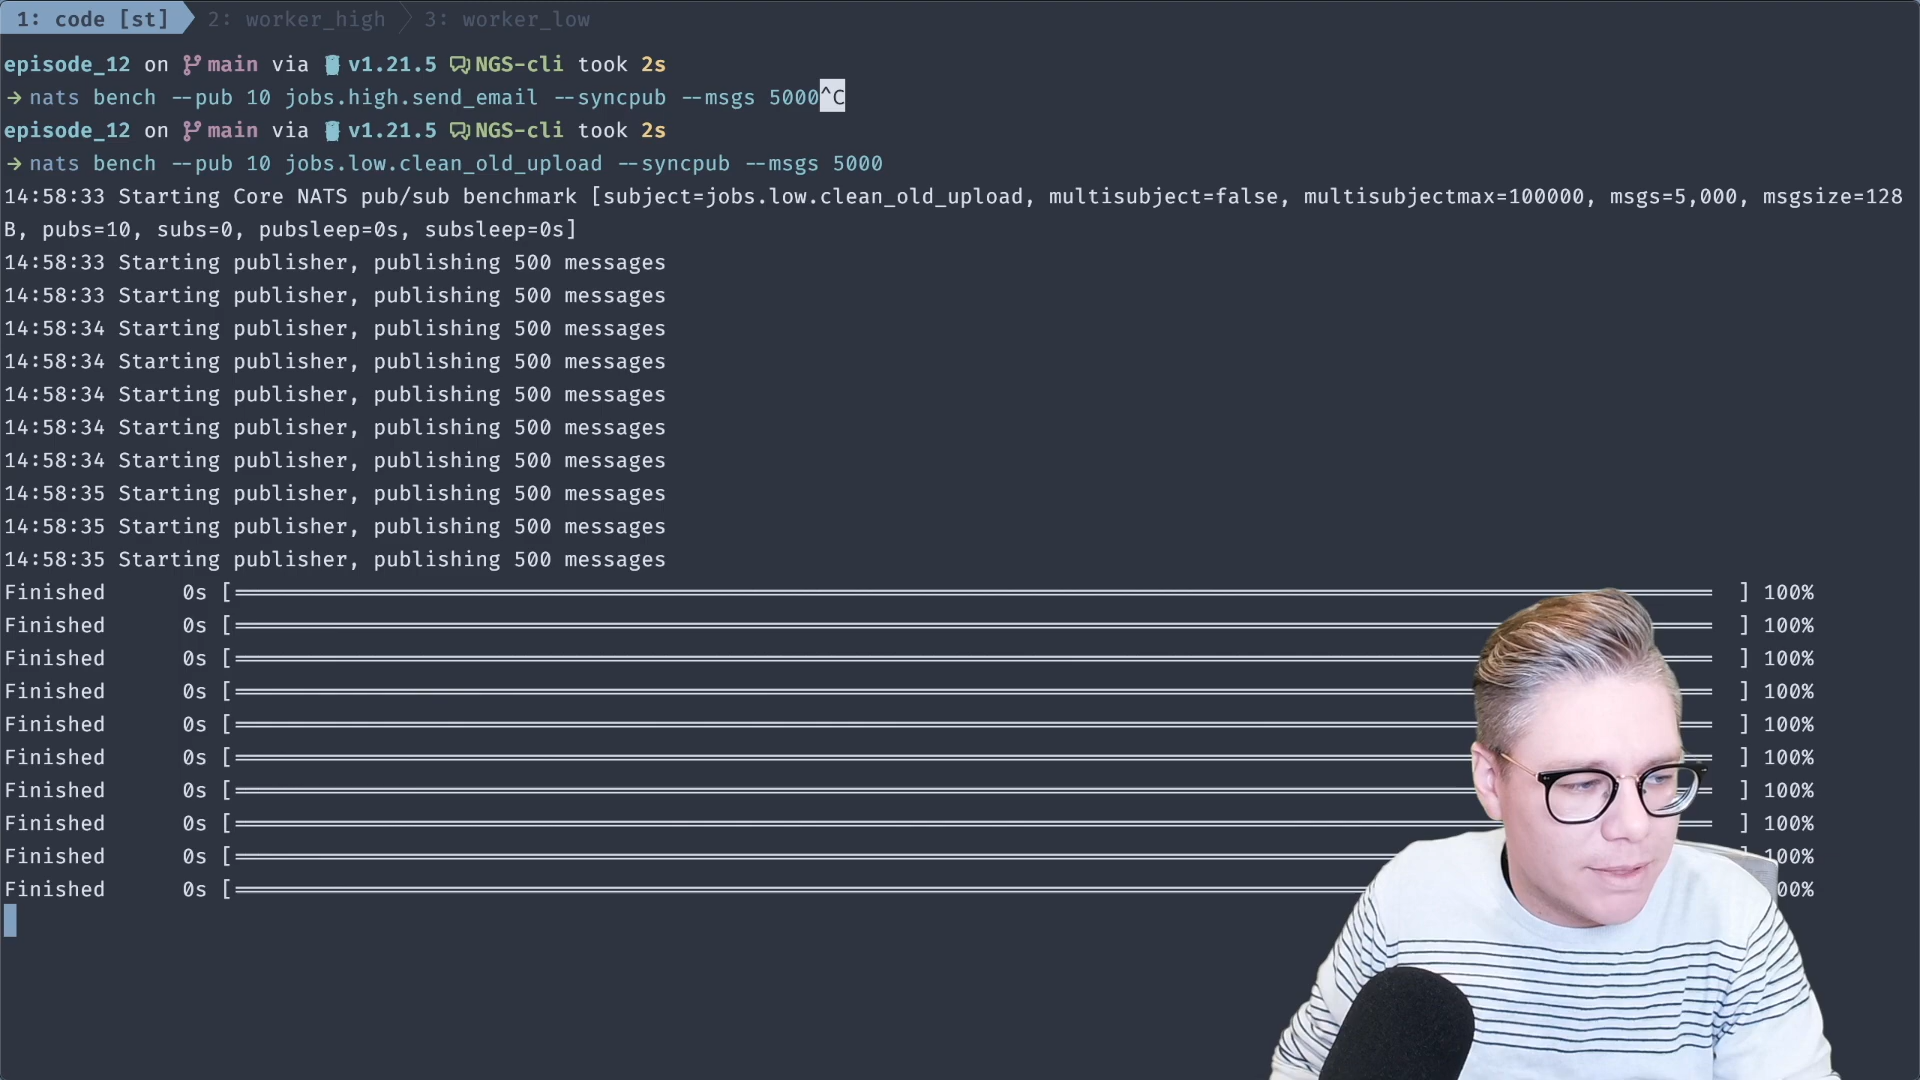 1: code [st] 2: worker_high 3: worker_low
episode_12 on main via v1.21.5 NGS-cli took 2s
→ nats bench --pub 10 jobs.high.send_email --syncpub --msgs 5000^C
episode_12 on main via v1.21.5 NGS-cli took 2s
→ nats bench --pub 10 jobs.low.clean_old_upload --syncpub --msgs 5000
14:58:33 Starting Core NATS pub/sub benchmark [subject=jobs.low.clean_old_upload, multisubject=false, multisubjectmax=100000, msgs=5,000, msgsize=128
B, pubs=10, subs=0, pubsleep=0s, subsleep=0s]
14:58:33 Starting publisher, publishing 500 messages
14:58:33 Starting publisher, publishing 500 messages
14:58:34 Starting publisher, publishing 500 messages
14:58:34 Starting publisher, publishing 500 messages
14:58:34 Starting publisher, publishing 500 messages
14:58:34 Starting publisher, publishing 500 messages
14:58:34 Starting publisher, publishing 500 messages
14:58:35 Starting publisher, publishing 500 messages
14:58:35 Starting publisher, publishing 500 messages
14:58:35 Starting publisher, publishing 500 messages
Finished 0s [ ] 100%
Finished 0s [ ] 100%
Finished 0s [ ] 100%
Finished 0s [ ] 100%
Finished 0s [ ] 100%
Finished 0s [ ] 100%
Finished 0s [ ] 100%
Finished 0s [ ] 100%
Finished 0s [ ] 100%
Finished 0s [ 00%